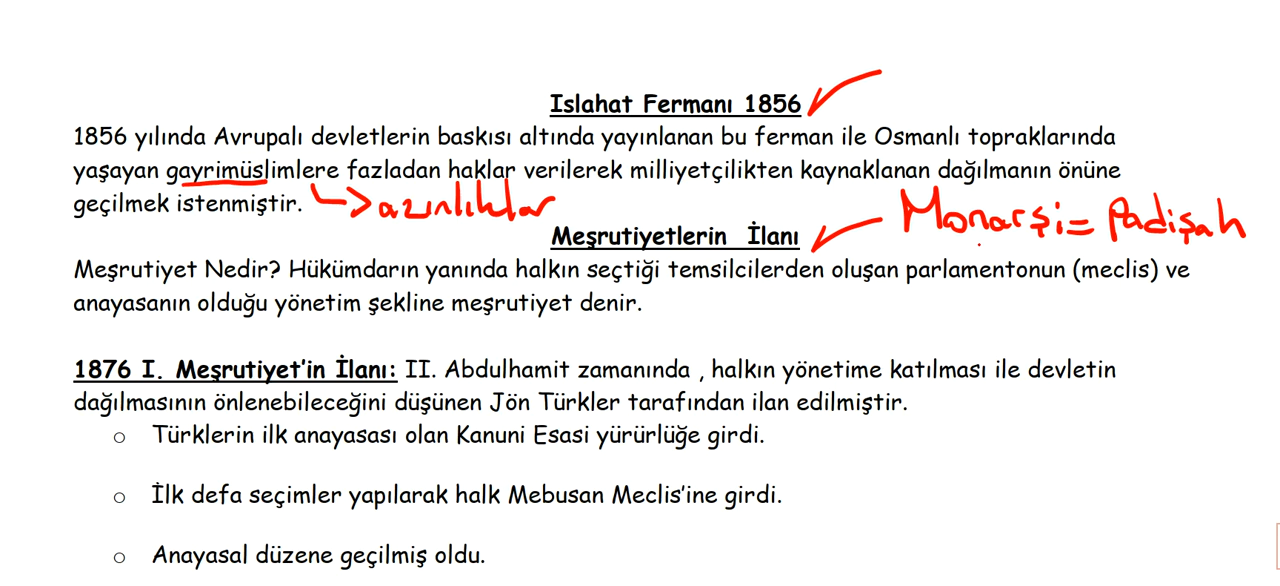 Islahat Fermanı 1856
1856 yılında Avrupalı devletlerin baskısı altında yayınlanan bu ferman ile Osmanlı topraklarında
yaşayan gayrimüslimlere fazladan haklar verilerek milliyetçilikten kaynaklanan dağılmanın önüne
geçilmek istenmiştir.
azınlıklar
Monarşi = Padişah
Meşrutiyetlerin İlanı
Meşrutiyet Nedir? Hükümdarın yanında halkın seçtiği temsilcilerden oluşan parlamentonun (meclis) ve
anayasanın olduğu yönetim şekline meşrutiyet denir.
1876 I. Meşrutiyet'in İlanı: II. Abdulhamit zamanında , halkın yönetime katılması ile devletin
dağılmasının önlenebileceğini düşünen Jön Türkler tarafından ilan edilmiştir.
o Türklerin ilk anayasası olan Kanuni Esasi yürürlüğe girdi.
o İlk defa seçimler yapılarak halk Mebusan Meclis'ine girdi.
o Anayasal düzene geçilmiş oldu.